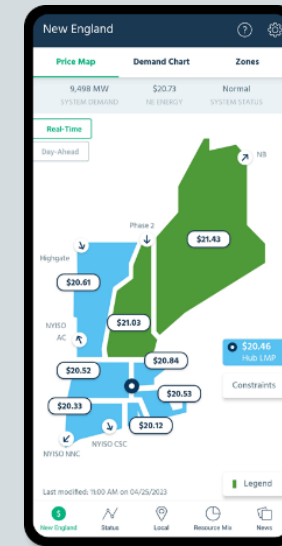 New England
Price Map Demand Chart Zones
9,498 MW $20.73 Normal
SYSTEM DEMAND NE ENERGY SYSTEM STATUS
Real-Time
Day-Ahead
NB
Phase 2
$21.43
Highgate
$20.61
NYISO
AC
$21.03
$20.46
Hub LMP
$20.84
$20.52
Constraints
$20.53
$20.33
$20.12
NYISO CSC
NYISO NNC
Legend
Last modified: 11:00 AM on 04/25/2023
New England Status Local Resource Mix News